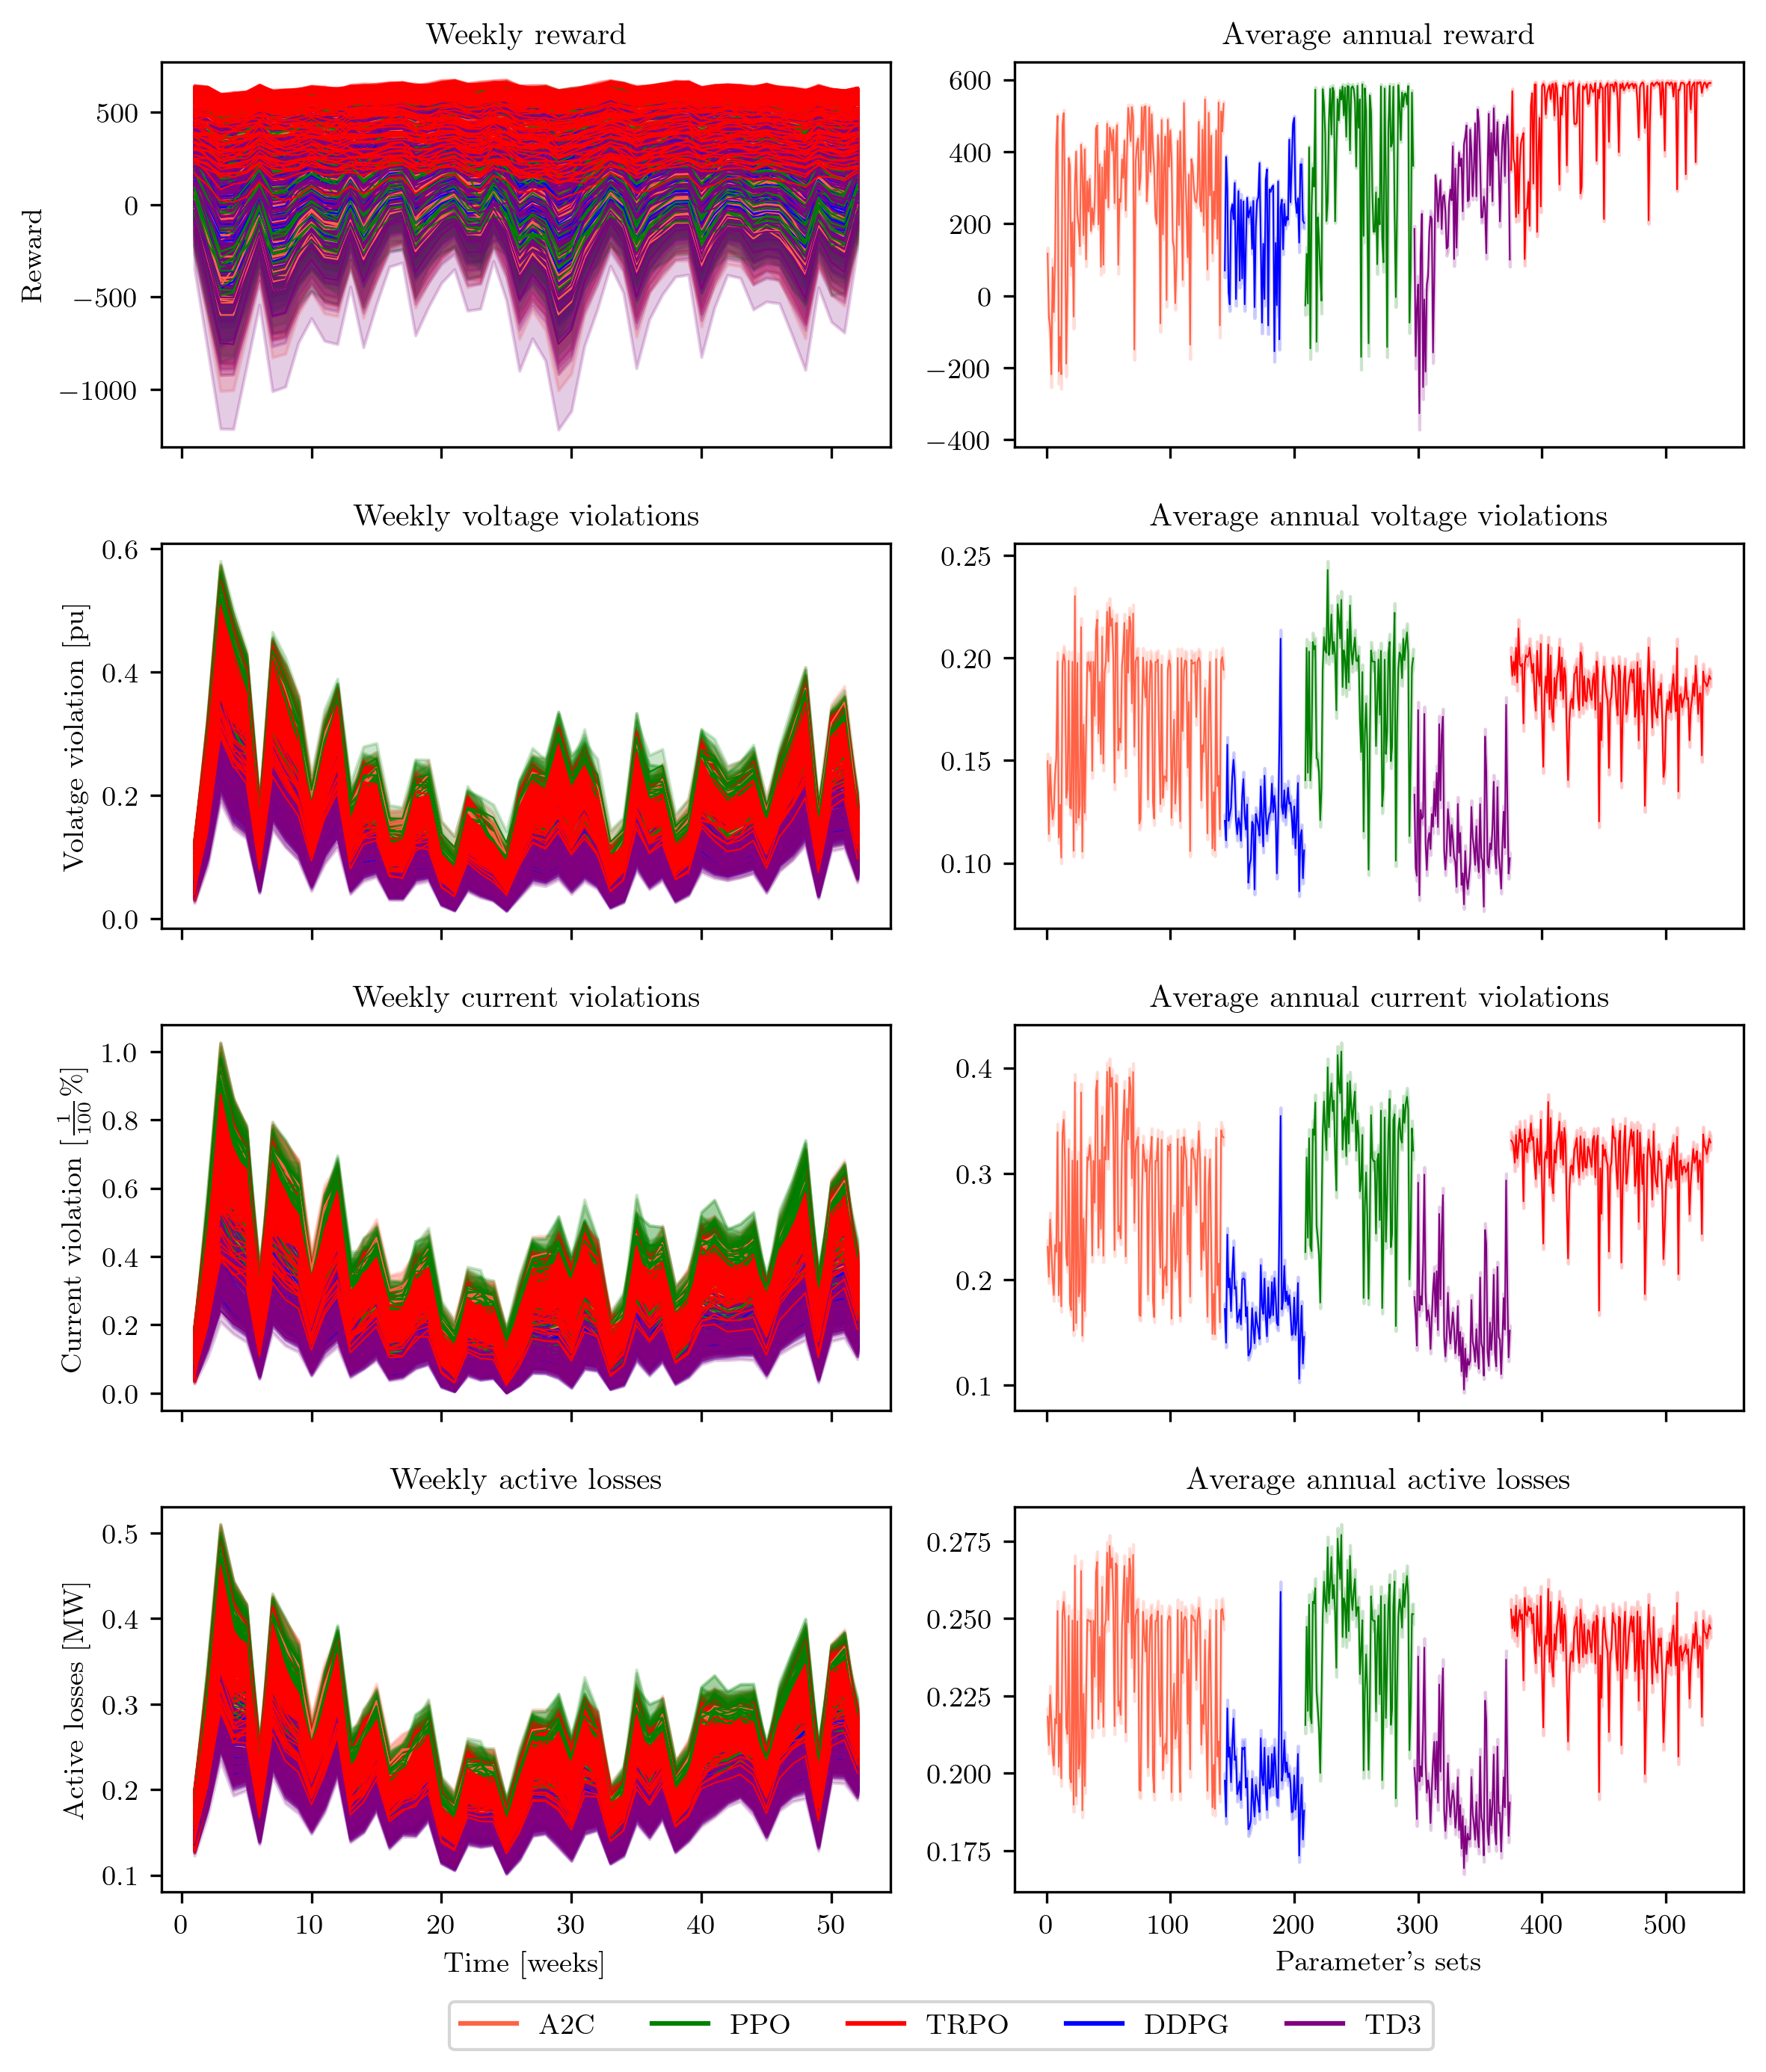 Weekly reward
Average annual reward
Reward
500
0
−500
−1000
600
400
200
0
−200
−400
Weekly voltage violations
Average annual voltage violations
Volatge violation [pu]
0.6
0.4
0.2
0.0
0.25
0.20
0.15
0.10
Weekly current violations
Average annual current violations
Current violation [1/100%]
1.0
0.8
0.6
0.4
0.2
0.0
0.4
0.3
0.2
0.1
Weekly active losses
Average annual active losses
Active losses [MW]
0.5
0.4
0.3
0.2
0.1
0.275
0.250
0.225
0.200
0.175
0 10 20 30 40 50
0 100 200 300 400 500
Time [weeks]
Parameter's sets
A2C PPO TRPO DDPG TD3